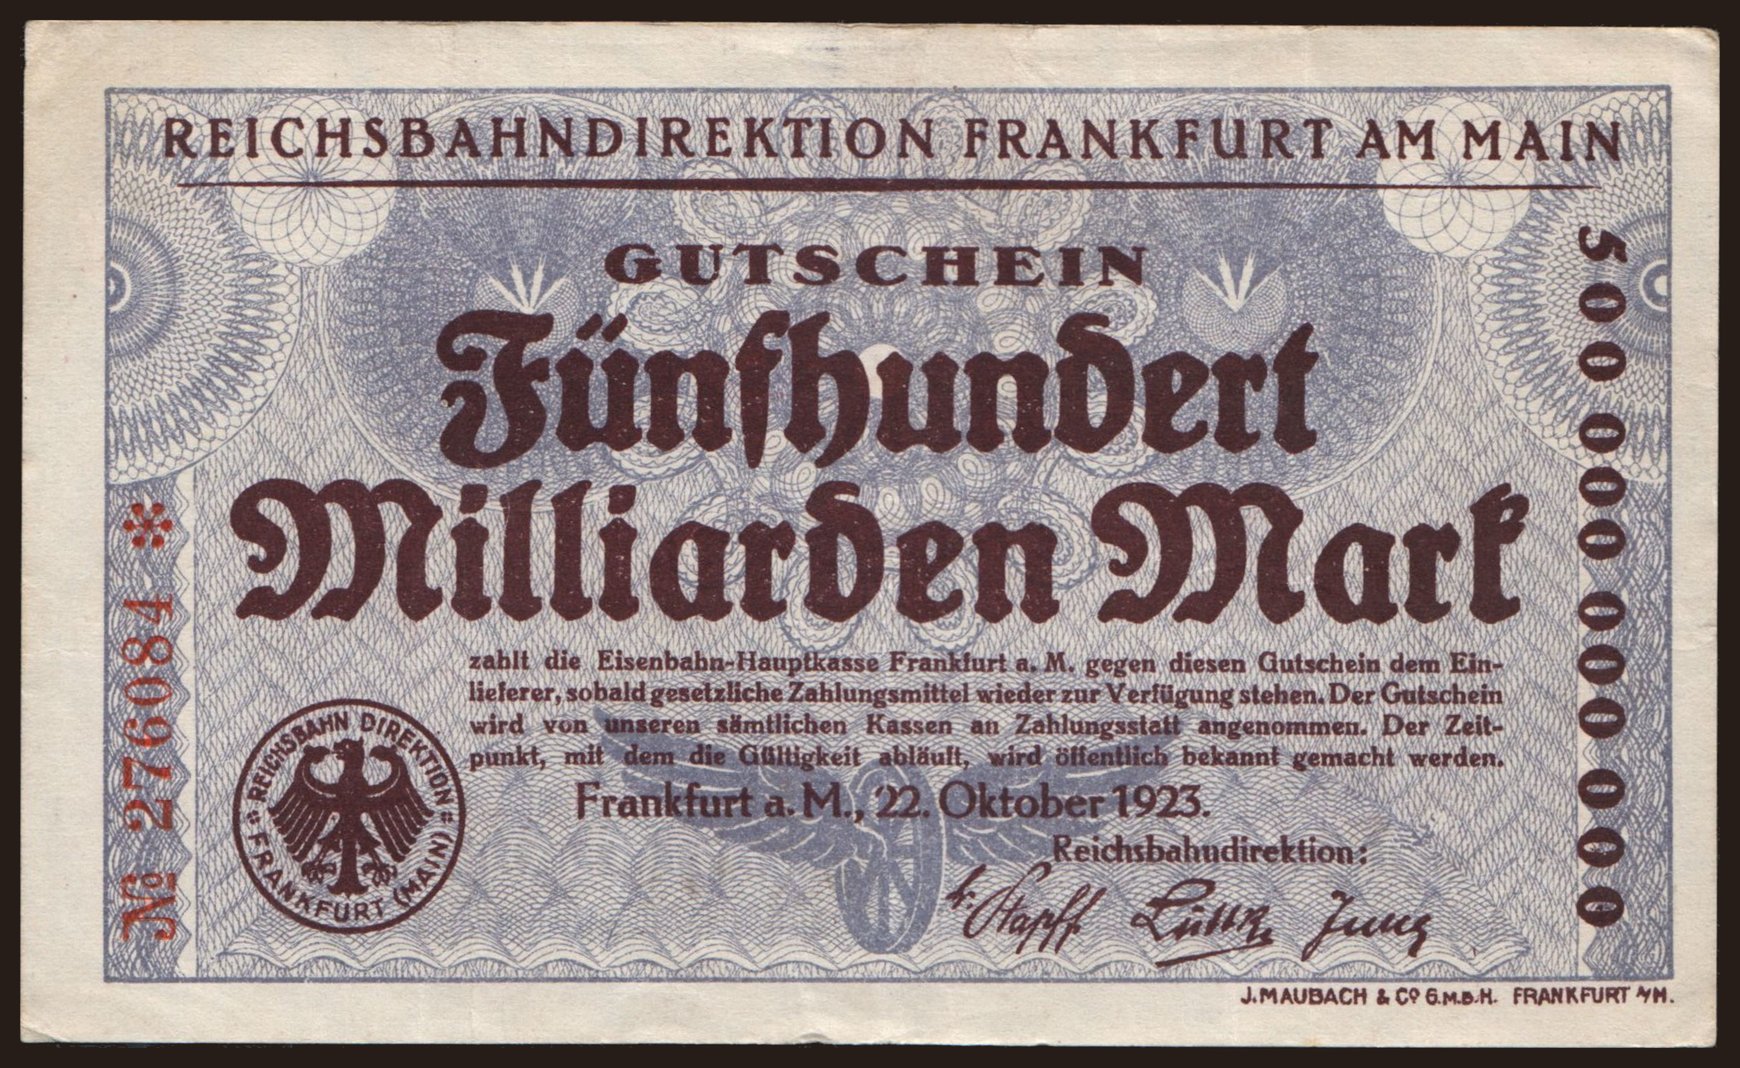 REICHSBAHNDIREKTION FRANKFURT AM MAIN
GUTSCHEIN
Fünfhundert
Milliarden Mark
zahlt die Eisenbahn-Hauptkasse Frankfurt a. M. gegen diesen Gutschein dem Ein-
lieferer, sobald gesetzliche Zahlungsmittel wieder zur Verfügung stehen. Der Gutschein
wird von unseren sämtlichen Kassen an Zahlungsstatt angenommen. Der Zeit-
punkt, mit dem die Gültigkeit abläuft, wird öffentlich bekannt gemacht werden.
Frankfurt a. M., 22. Oktober 1923.
Reichsbahndirektion:
Stapff Jung
REICHSBAHN DIREKTION
FRANKFURT (MAIN)
№ 276084 *
500 000 000 000
J. MAUBACH & Co G.M.B.H. FRANKFURT A/M.